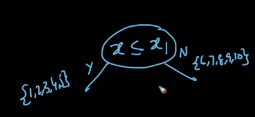 x ≤ x₁
Y
N
{6,7,8,9,10}
{1,2,3,4,5}